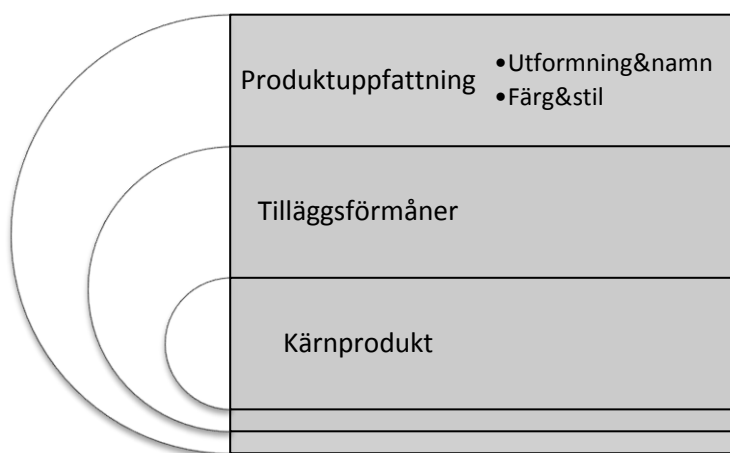 Produktuppfattning
•Utformning&namn
•Färg&stil
Tilläggsförmåner
Kärnprodukt